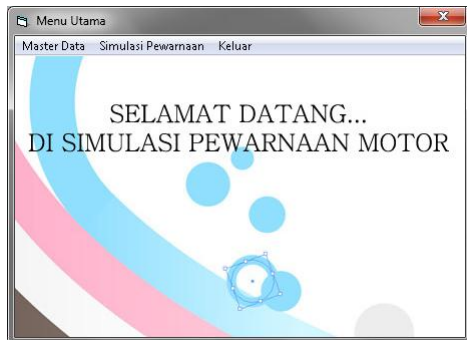 Menu Utama
Master Data Simulasi Pewarnaan Keluar
SELAMAT DATANG...
DI SIMULASI PEWARNAAN MOTOR